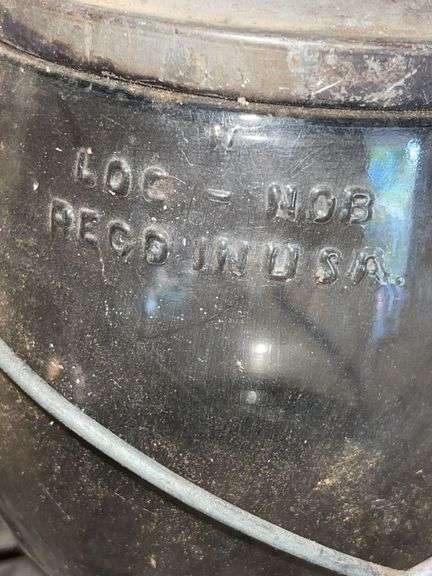 LOC - NOB
REG'D IN U.S.A.